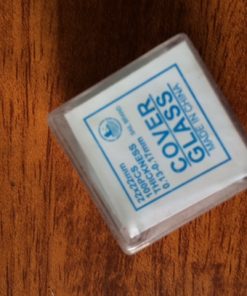 COVER
GLASS
MADE IN CHINA
22x22mm
100PCS
THICKNESS
0.13-0.17mm